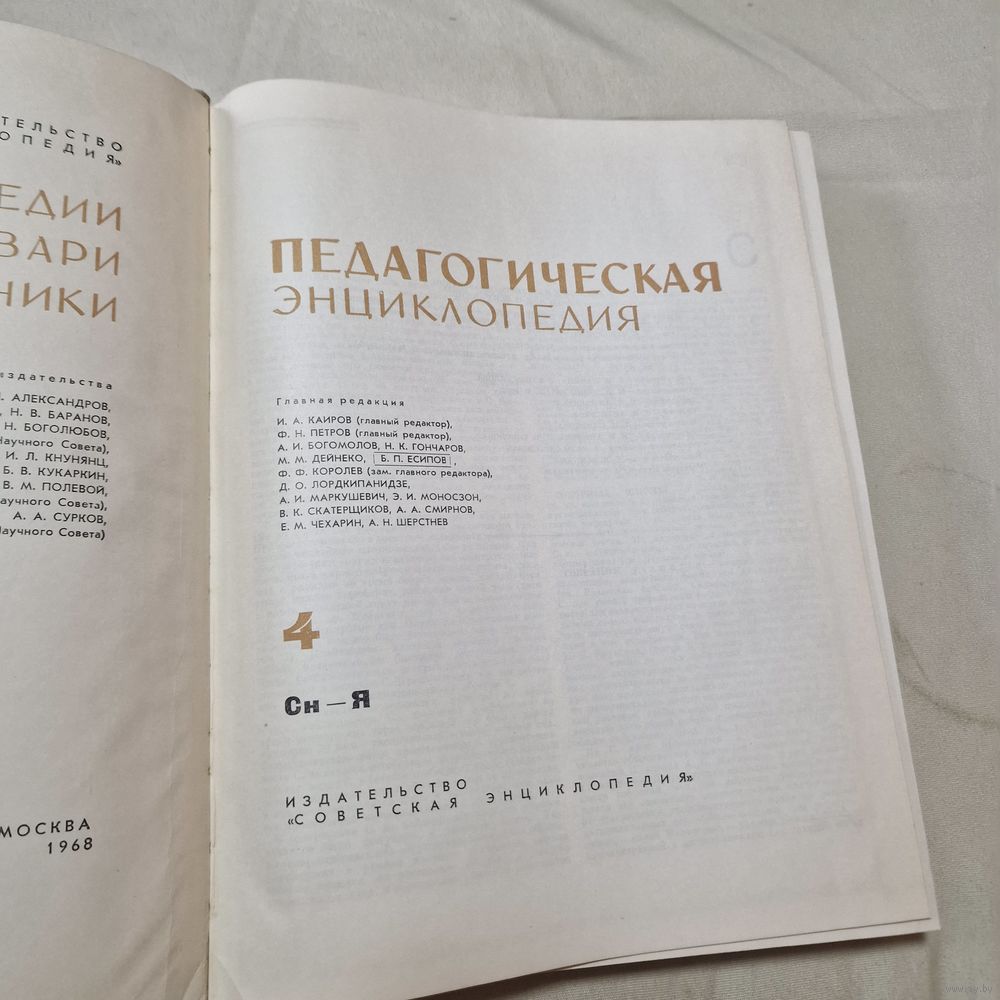 ТЕЛЬСТВО
ОПЕДИЯ»
ЕДИИ
ВАРИ
НИКИ
здательства
АЛЕКСАНДРОВ,
Н. В. БАРАНОВ,
Н. БОГОЛЮБОВ,
Научного Совета),
И. Л. КНУНЯНЦ,
Б. В. КУКАРКИН,
В. М. ПОЛЕВОЙ,
Научного Совета),
А. А. СУРКОВ,
Научного Совета)
МОСКВА
1968
ПЕДАГОГИЧЕСКАЯ
ЭНЦИКЛОПЕДИЯ
Главная редакция
И. А. КАИРОВ (главный редактор),
Ф. Н. ПЕТРОВ (главный редактор),
А. И. БОГОМОЛОВ, Н. К. ГОНЧАРОВ,
М. М. ДЕЙНЕКО, Б. П. ЕСИПОВ,
Ф. Ф. КОРОЛЕВ (зам. главного редактора),
Д. О. ЛОРДКИПАНИДЗЕ,
А. И. МАРКУШЕВИЧ, Э. И. МОНОСЗОН,
В. К. СКАТЕРЩИКОВ, А. А. СМИРНОВ,
Е. М. ЧЕХАРИН, А. Н. ШЕРСТНЕВ
4
Сн — Я
ИЗДАТЕЛЬСТВО
«СОВЕТСКАЯ ЭНЦИКЛОПЕДИЯ»